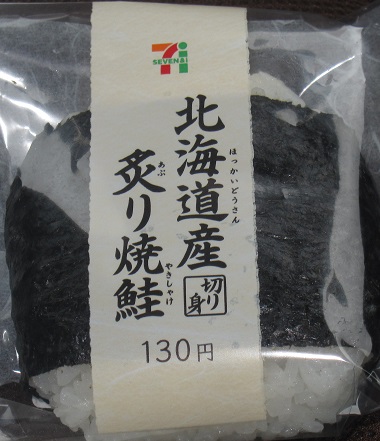 SEVEN&i
北海道産
ほっかいどうさん
切り身
炙り焼鮭
あぶ
やきしゃけ
130円